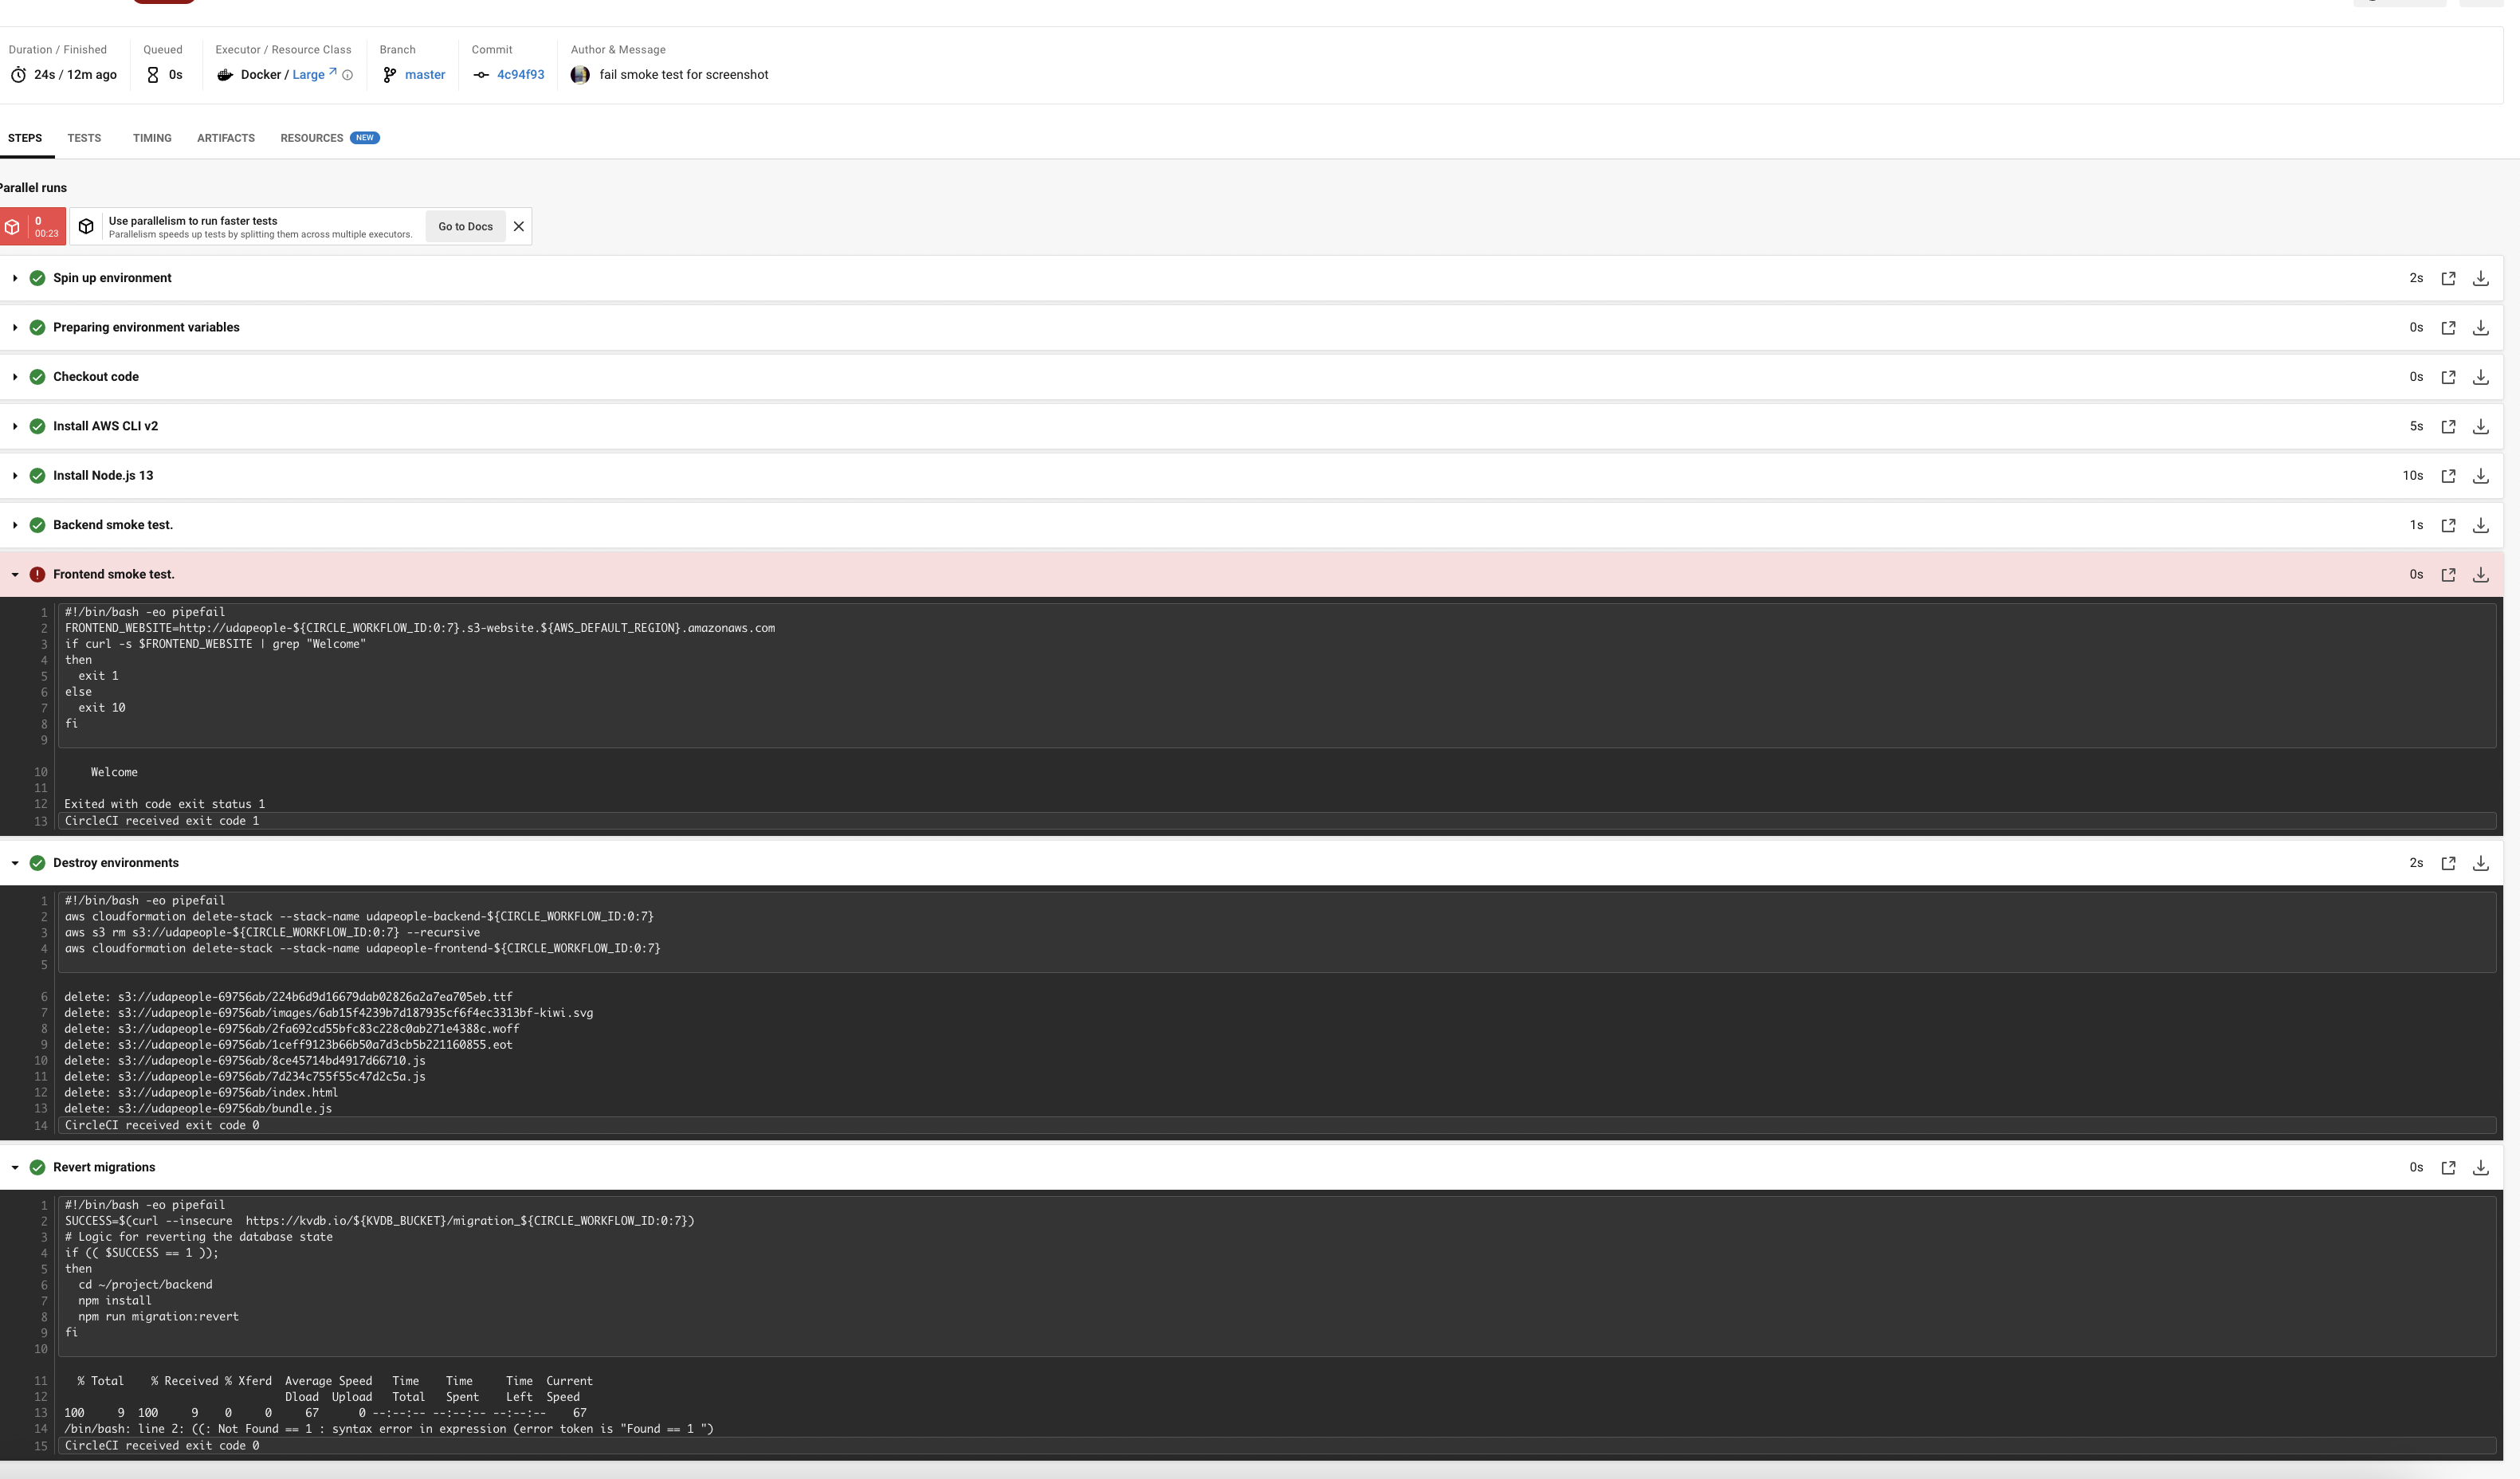 Duration / Finished
24s / 12m ago
Queued
0s
Executor / Resource Class
Docker / Large
Branch
master
Commit
4c94f93
Author & Message
fail smoke test for screenshot
STEPS
TESTS
TIMING
ARTIFACTS
RESOURCES NEW
Parallel runs
0
00:23
Use parallelism to run faster tests
Parallelism speeds up tests by splitting them across multiple executors.
Go to Docs
Spin up environment 2s
Preparing environment variables 0s
Checkout code 0s
Install AWS CLI v2 5s
Install Node.js 13 10s
Backend smoke test. 1s
Frontend smoke test. 0s
1 #!/bin/bash -eo pipefail
2 FRONTEND_WEBSITE=http://udapeople-${CIRCLE_WORKFLOW_ID:0:7}.s3-website.${AWS_DEFAULT_REGION}.amazonaws.com
3 if curl -s $FRONTEND_WEBSITE | grep "Welcome"
4 then
5   exit 1
6 else
7   exit 10
8 fi
9
10     Welcome
11
12 Exited with code exit status 1
13 CircleCI received exit code 1
Destroy environments 2s
1 #!/bin/bash -eo pipefail
2 aws cloudformation delete-stack --stack-name udapeople-backend-${CIRCLE_WORKFLOW_ID:0:7}
3 aws s3 rm s3://udapeople-${CIRCLE_WORKFLOW_ID:0:7} --recursive
4 aws cloudformation delete-stack --stack-name udapeople-frontend-${CIRCLE_WORKFLOW_ID:0:7}
5
6 delete: s3://udapeople-69756ab/224b6d9d16679dab02826a2a7ea705eb.ttf
7 delete: s3://udapeople-69756ab/images/6ab15f4239b7d187935cf6f4ec3313bf-kiwi.svg
8 delete: s3://udapeople-69756ab/2fa692cd55bfc83c228c0ab271e4388c.woff
9 delete: s3://udapeople-69756ab/1ceff9123b66b50a7d3cb5b221160855.eot
10 delete: s3://udapeople-69756ab/8ce45714bd4917d66710.js
11 delete: s3://udapeople-69756ab/7d234c755f55c47d2c5a.js
12 delete: s3://udapeople-69756ab/index.html
13 delete: s3://udapeople-69756ab/bundle.js
14 CircleCI received exit code 0
Revert migrations 0s
1 #!/bin/bash -eo pipefail
2 SUCCESS=$(curl --insecure  https://kvdb.io/${KVDB_BUCKET}/migration_${CIRCLE_WORKFLOW_ID:0:7})
3 # Logic for reverting the database state
4 if (( $SUCCESS == 1 ));
5 then
6   cd ~/project/backend
7   npm install
8   npm run migration:revert
9 fi
10
11   % Total    % Received % Xferd  Average Speed   Time    Time     Time  Current
12                                  Dload  Upload   Total   Spent    Left  Speed
13 100     9  100     9    0     0     67      0 --:--:-- --:--:-- --:--:--    67
14 /bin/bash: line 2: ((: Not Found == 1 : syntax error in expression (error token is "Found == 1 ")
15 CircleCI received exit code 0